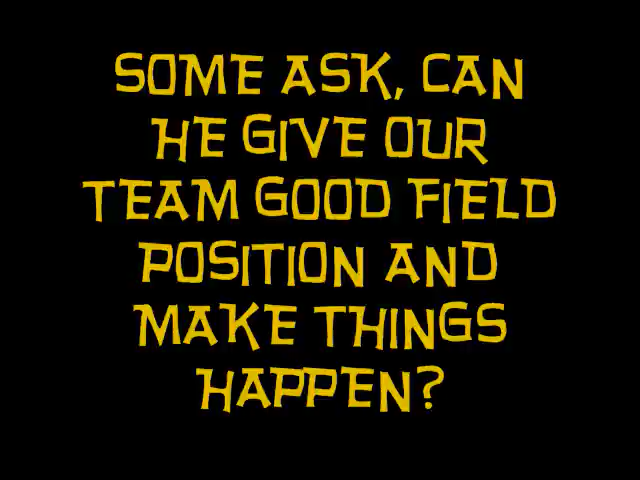 SOME ASK, CAN
HE GIVE OUR
TEAM GOOD FIELD
POSITION AND
MAKE THINGS
HAPPEN?